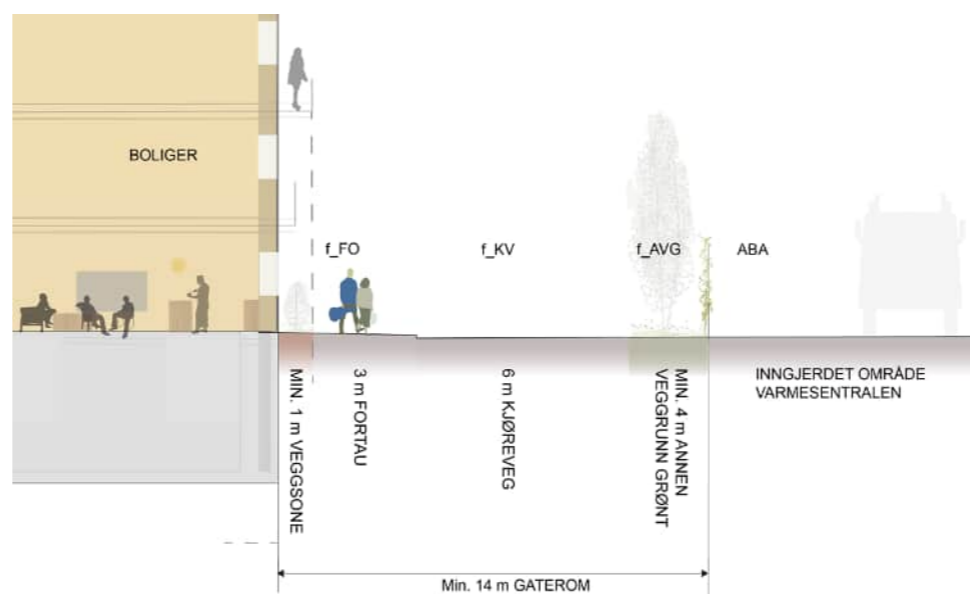 BOLIGER
f_FO
f_KV
f_AVG
ABA
MIN. 1 m VEGGSONE
3 m FORTAU
6 m KJØREVEG
MIN. 4 m ANNEN
VEGGRUNN GRØNT
INNGJERDET OMRÅDE
VARMESENTRALEN
Min. 14 m GATEROM